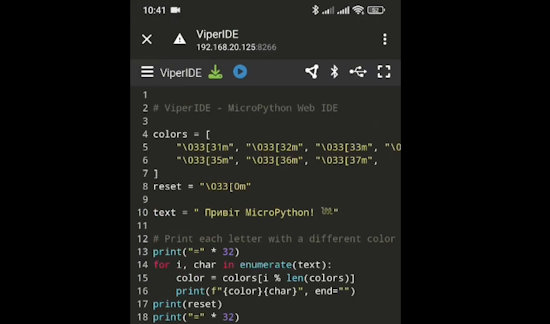 10:41
ViperIDE
192.168.20.125:8266
ViperIDE
1
2 # ViperIDE - MicroPython Web IDE
3
4 colors = [
5 "\033[31m", "\033[32m", "\033[33m", "\0
6 "\033[35m", "\033[36m", "\033[37m",
7 ]
8 reset = "\033[0m"
9
10 text = " Привіт MicroPython! "
11
12 # Print each letter with a different color
13 print("=" * 32)
14 for i, char in enumerate(text):
15 color = colors[i % len(colors)]
16 print(f"{color}{char}", end="")
17 print(reset)
18 print("=" * 32)